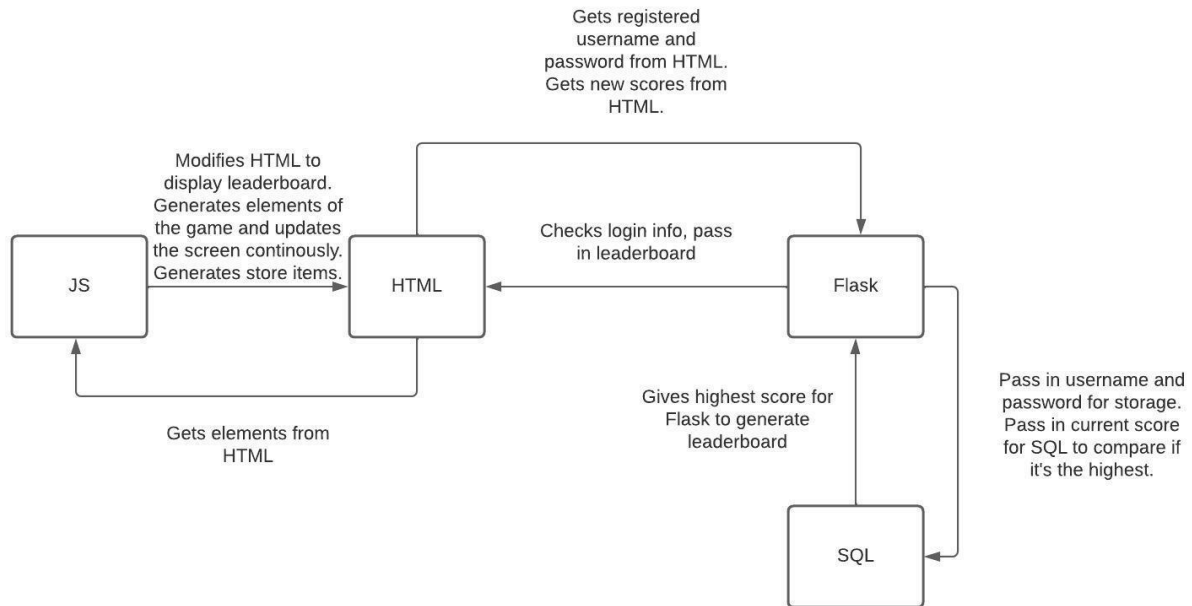 Gets registered
username and
password from HTML.
Gets new scores from
HTML.
Modifies HTML to
display leaderboard.
Generates elements of
the game and updates
the screen continously.
Generates store items.
Checks login info, pass
in leaderboard
JS
HTML
Flask
Gets elements from
HTML
Gives highest score for
Flask to generate
leaderboard
Pass in username and
password for storage.
Pass in current score
for SQL to compare if
it's the highest.
SQL